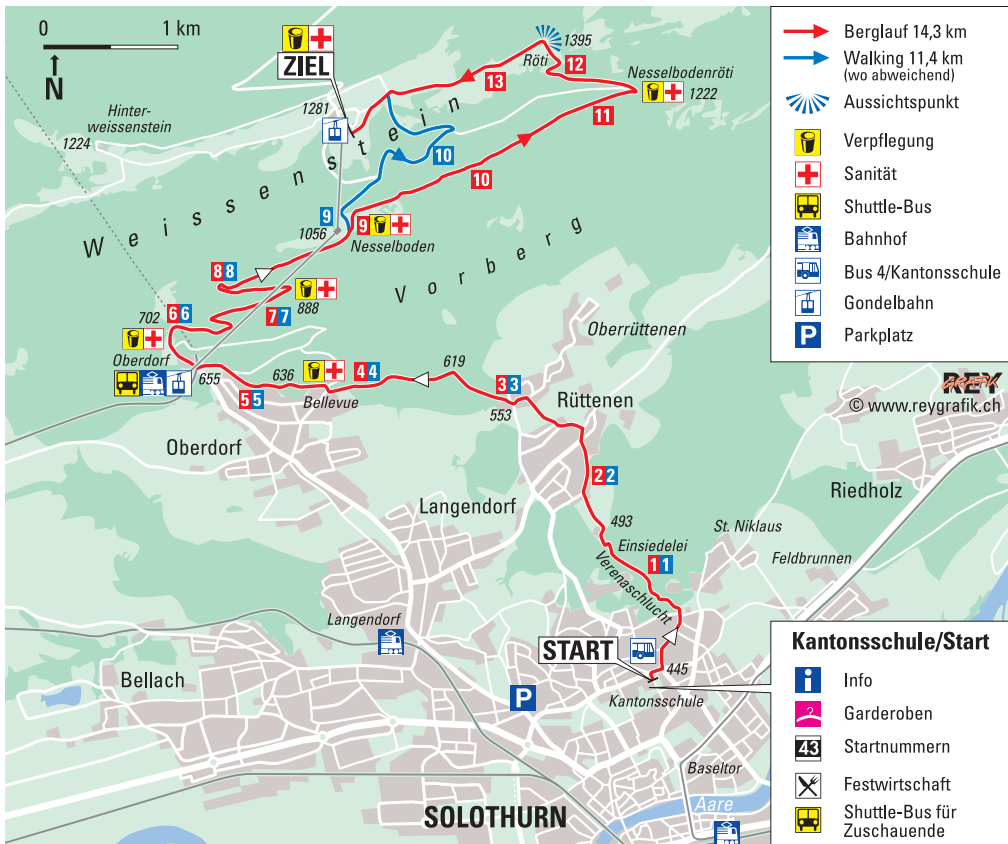 0 1 km
N
ZIEL
1395
Röti
12
13
Nesselbodenröti
1222
11
Hinter-
weissenstein
1281
1224
10
10
Weissenstein
9
1056
9
Nesselboden
Vorberg
8 8
888
7 7
702
6 6
Oberdorf
655
636
5 5
Bellevue
4 4
619
3 3
553
Oberrüttenen
Rüttenen
Oberdorf
2 2
Langendorf
493
Einsiedelei
1 1
Verenaschlucht
St. Niklaus
Feldbrunnen
Riedholz
Langendorf
START
445
Kantonsschule
Bellach
P
Baseltor
Aare
SOLOTHURN
Berglauf 14,3 km
Walking 11,4 km
(wo abweichend)
Aussichtspunkt
Verpflegung
Sanität
Shuttle-Bus
Bahnhof
Bus 4/Kantonsschule
Gondelbahn
P Parkplatz
REY
GRAFIK
© www.reygrafik.ch
Kantonsschule/Start
i Info
Garderoben
43 Startnummern
Festwirtschaft
Shuttle-Bus für
Zuschauende